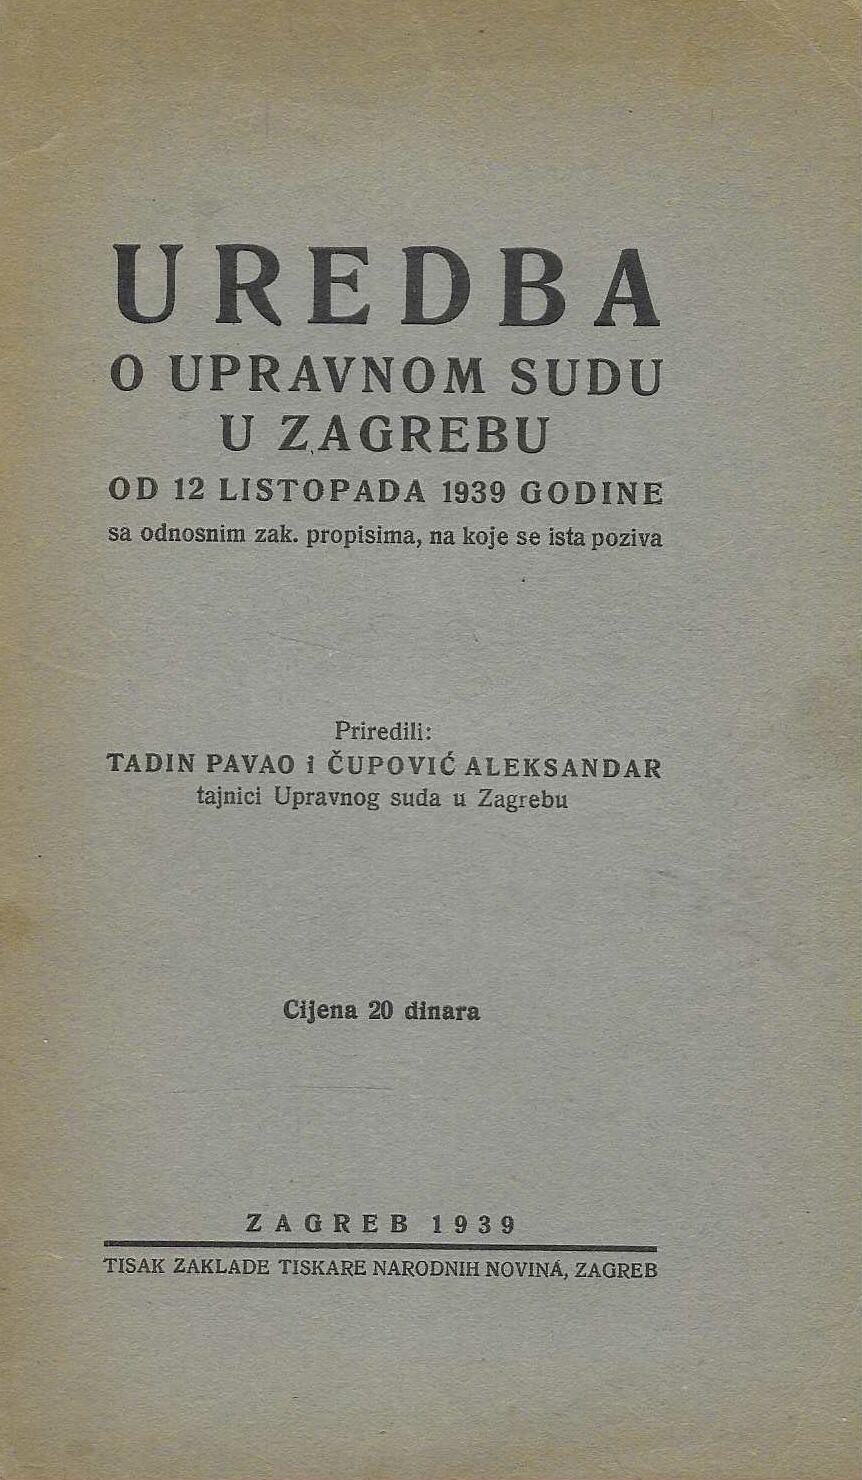 UREDBA
O UPRAVNOM SUDU
U ZAGREBU
OD 12 LISTOPADA 1939 GODINE
sa odnosnim zak. propisima, na koje se ista poziva
Priredili:
TADIN PAVAO i ČUPOVIĆ ALEKSANDAR
tajnici Upravnog suda u Zagrebu
Cijena 20 dinara
ZAGREB 1939
TISAK ZAKLADE TISKARE NARODNIH NOVINA, ZAGREB